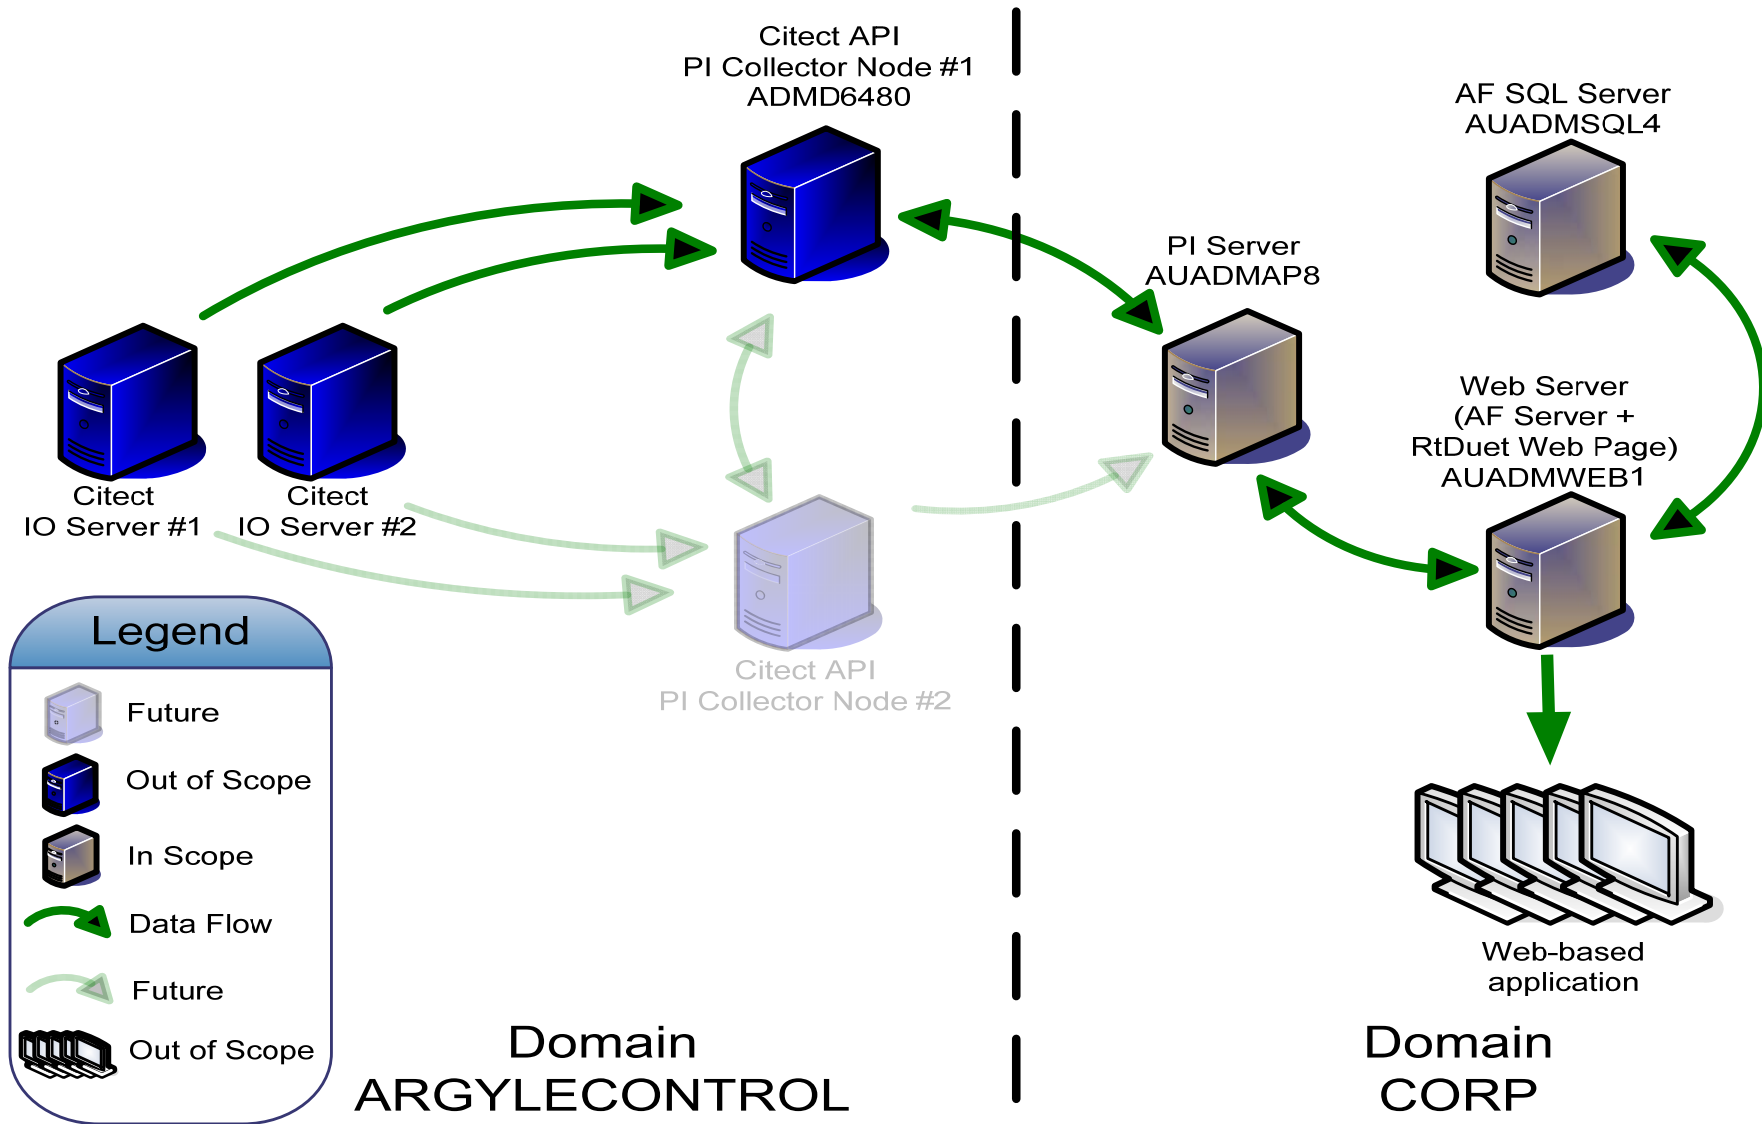 Citect API
PI Collector Node #1
ADMD6480
AF SQL Server
AUADMSQL4
PI Server
AUADMAP8
Web Server
(AF Server +
RtDuet Web Page)
AUADMWEB1
Citect
IO Server #1
Citect
IO Server #2
Citect API
PI Collector Node #2
Legend
Future
Out of Scope
In Scope
Data Flow
Future
Out of Scope
Web-based
application
Domain
ARGYLECONTROL
Domain
CORP